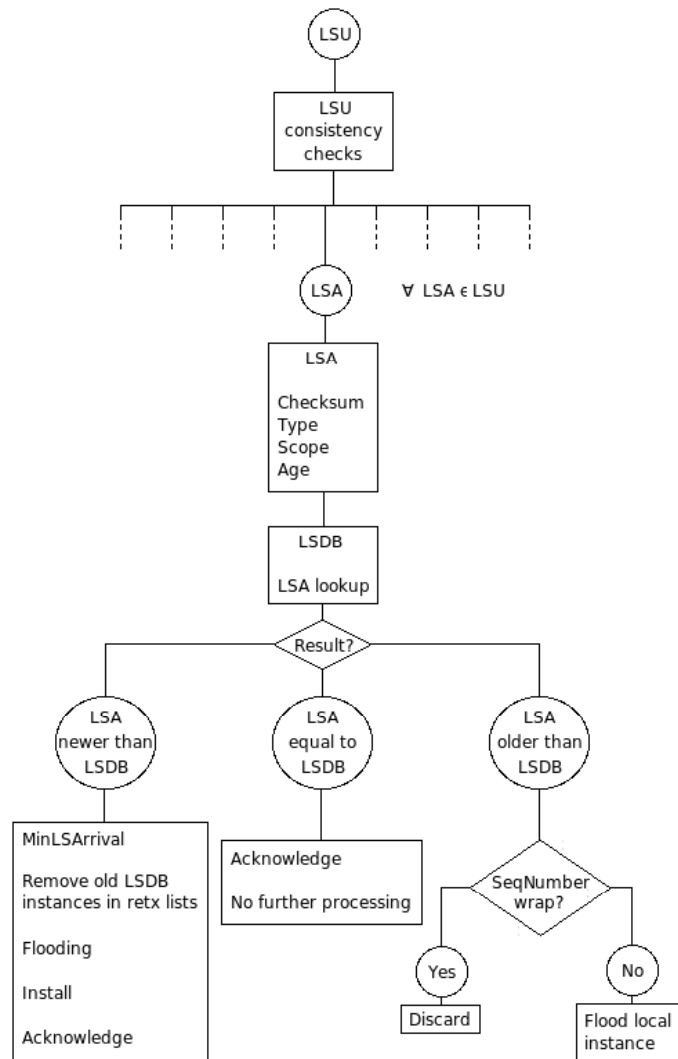 LSU
LSU
consistency
checks
LSA
∀ LSA ϵ LSU
LSA
Checksum
Type
Scope
Age
LSDB
LSA lookup
Result?
LSA
newer than
LSDB
LSA
equal to
LSDB
LSA
older than
LSDB
MinLSArrival
Remove old LSDB
instances in retx lists
Flooding
Install
Acknowledge
Acknowledge
No further processing
SeqNumber
wrap?
Yes
No
Discard
Flood local
instance